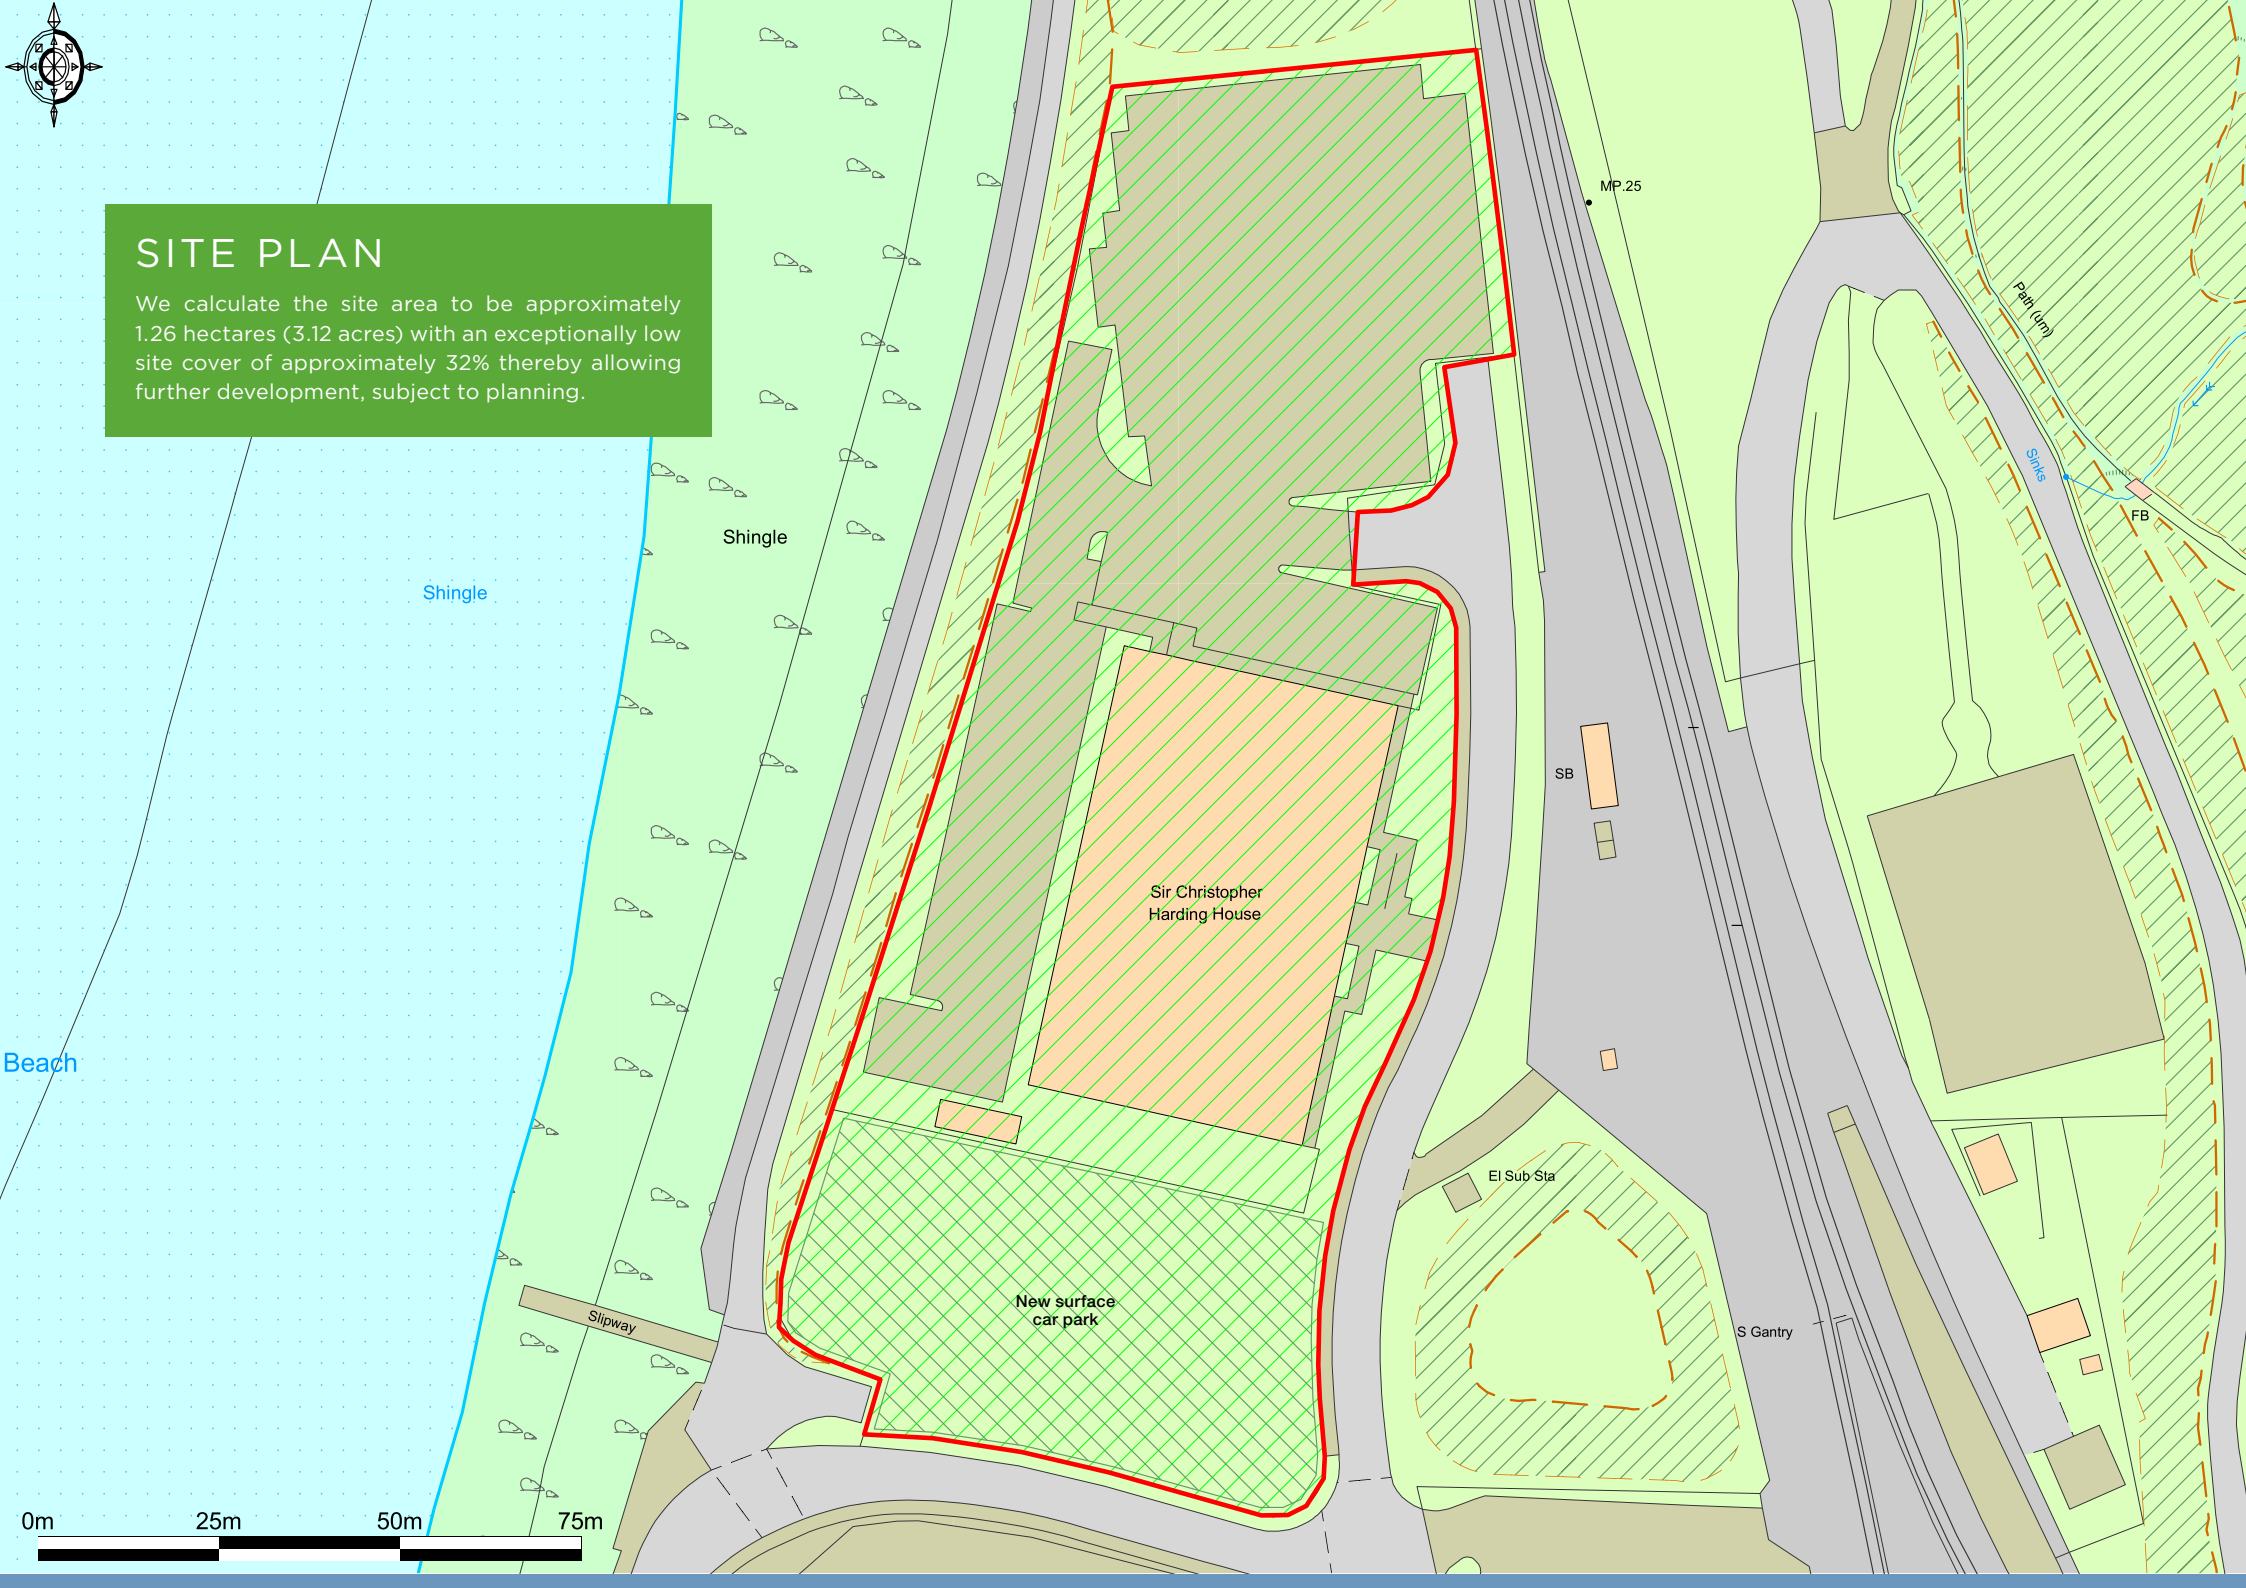 SITE PLAN
We calculate the site area to be approximately
1.26 hectares (3.12 acres) with an exceptionally low
site cover of approximately 32% thereby allowing
further development, subject to planning.
MP.25
Path (um)
Sinks
FB
Shingle
Shingle
SB
Sir Christopher
Harding House
Beach
El Sub Sta
New surface
car park
Slipway
S Gantry
0m 25m 50m 75m